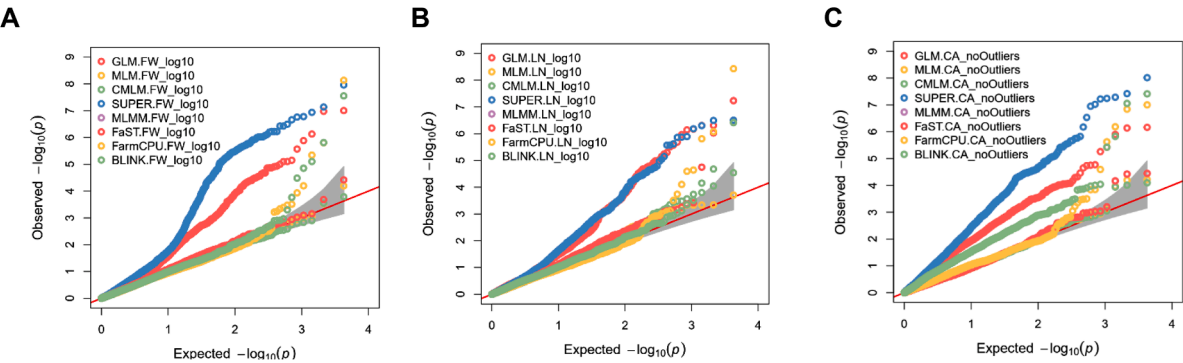 A
B
C
Observed −log10(p)
9
8
7
6
5
4
3
2
1
0
GLM.FW_log10
MLM.FW_log10
CMLM.FW_log10
SUPER.FW_log10
MLMM.FW_log10
FaST.FW_log10
FarmCPU.FW_log10
BLINK.FW_log10
0 1 2 3 4
Expected −log10(p)
Observed −log10(p)
9
8
7
6
5
4
3
2
1
0
GLM.LN_log10
MLM.LN_log10
CMLM.LN_log10
SUPER.LN_log10
MLMM.LN_log10
FaST.LN_log10
FarmCPU.LN_log10
BLINK.LN_log10
0 1 2 3 4
Expected −log10(p)
Observed −log10(p)
9
8
7
6
5
4
3
2
1
0
GLM.CA_noOutliers
MLM.CA_noOutliers
CMLM.CA_noOutliers
SUPER.CA_noOutliers
MLMM.CA_noOutliers
FaST.CA_noOutliers
FarmCPU.CA_noOutliers
BLINK.CA_noOutliers
0 1 2 3 4
Expected −log10(p)